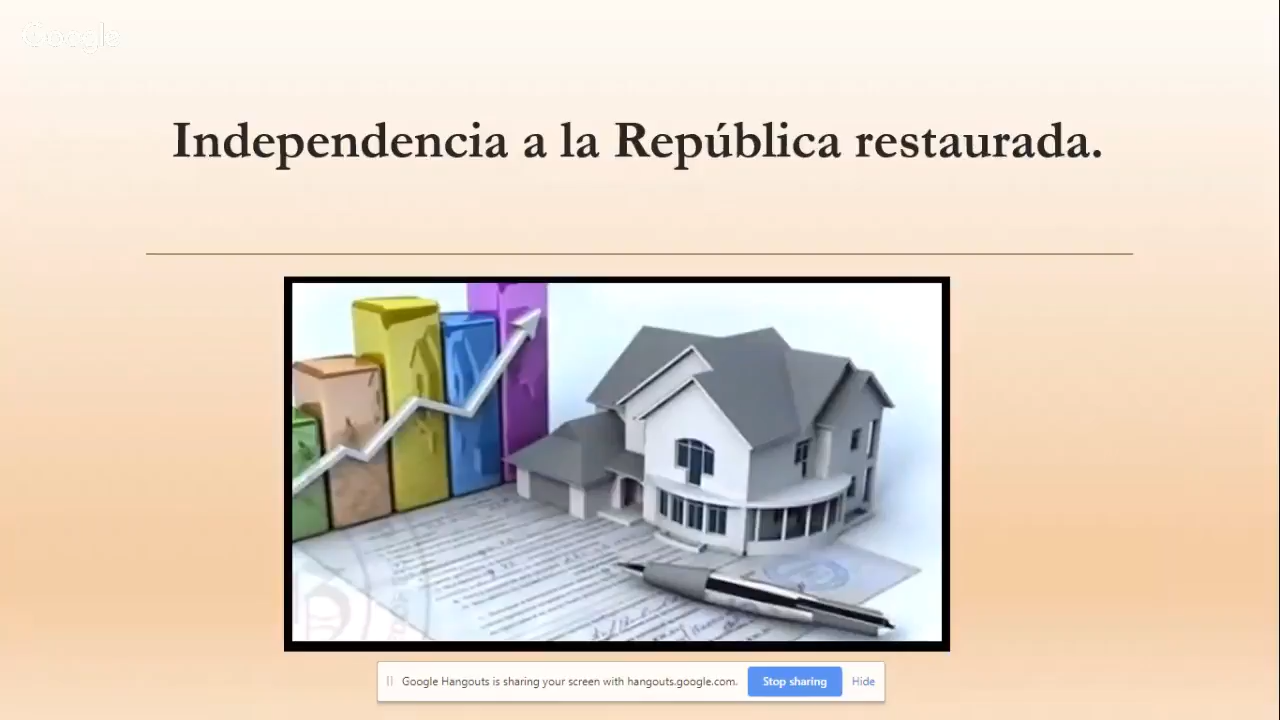 Google
Independencia a la República restaurada.
Google Hangouts is sharing your screen with hangouts.google.com.
Stop sharing
Hide